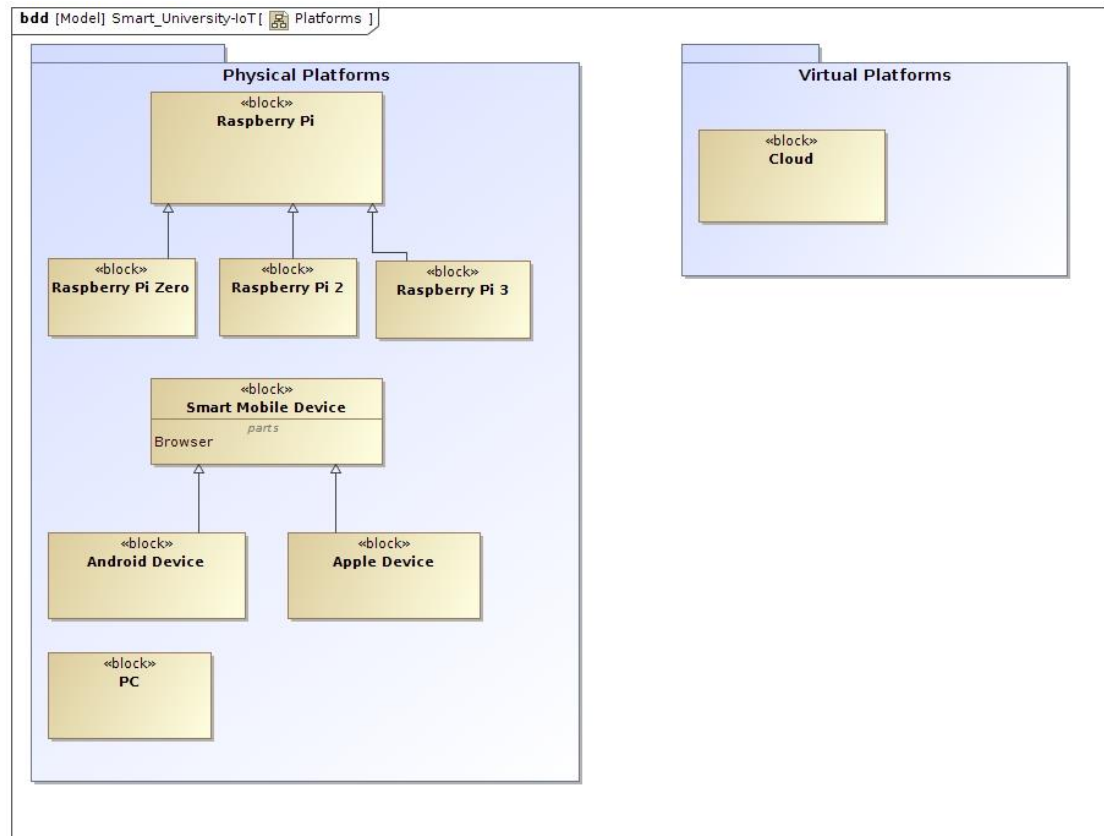 bdd [Model] Smart_University-IoT[ Platforms ]
Physical Platforms
«block»
Raspberry Pi
«block»
Raspberry Pi Zero
«block»
Raspberry Pi 2
«block»
Raspberry Pi 3
«block»
Smart Mobile Device
parts
Browser
«block»
Android Device
«block»
Apple Device
«block»
PC
Virtual Platforms
«block»
Cloud